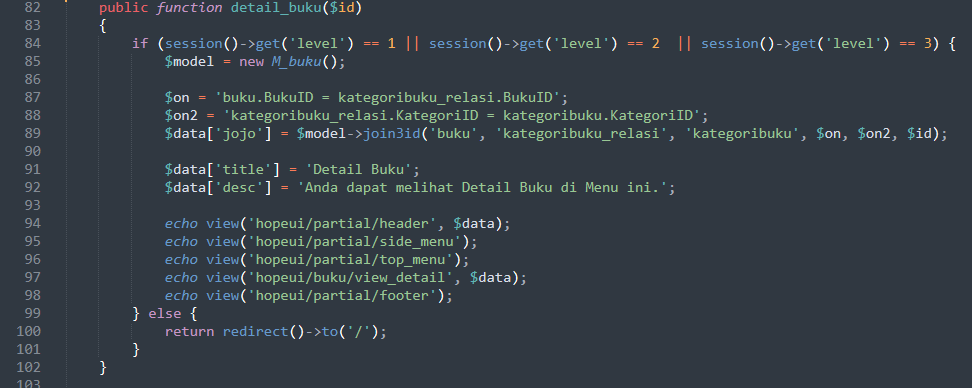 82 public function detail_buku($id)
83 {
84 if (session()->get('level') == 1 || session()->get('level') == 2  || session()->get('level') == 3) {
85 $model = new M_buku();
86
87 $on = 'buku.BukuID = kategoribuku_relasi.BukuID';
88 $on2 = 'kategoribuku_relasi.KategoriID = kategoribuku.KategoriID';
89 $data['jojo'] = $model->join3id('buku', 'kategoribuku_relasi', 'kategoribuku', $on, $on2, $id);
90
91 $data['title'] = 'Detail Buku';
92 $data['desc'] = 'Anda dapat melihat Detail Buku di Menu ini.';
93
94 echo view('hopeui/partial/header', $data);
95 echo view('hopeui/partial/side_menu');
96 echo view('hopeui/partial/top_menu');
97 echo view('hopeui/buku/view_detail', $data);
98 echo view('hopeui/partial/footer');
99 } else {
100 return redirect()->to('/');
101 }
102 }
103